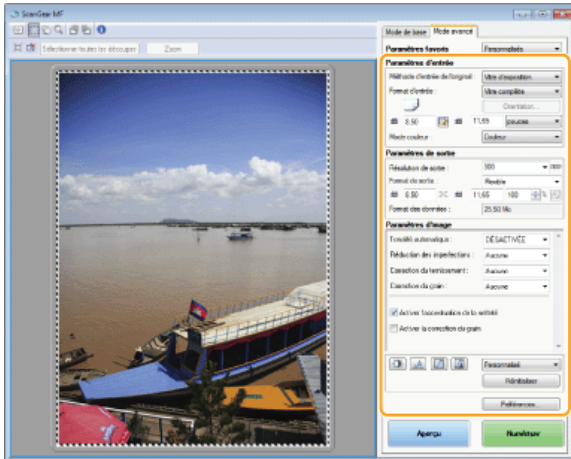 ScanGear MF
Sélectionner toutes les découpes Zoom
Mode de base Mode avancé
Paramètres favoris Personnalisés
Paramètres d'entrée
Méthode d'entrée de l'original : Vitre d'exposition
Format d'entrée : Vitre complète
Orientation...
8,50 11,65 pouces
Mode couleur : Couleur
Paramètres de sortie
Résolution de sortie : 300
Format de sortie : Flexible
8,50 11,65 100 %
Format des données : 25,50 Mo
Paramètres d'image
Tonalité automatique : DÉSACTIVÉE
Réduction des imperfections : Aucune
Correction du ternissement : Aucune
Correction du grain : Aucune
Activer l'accentuation de la netteté
Activer la correction du grain
Personnalisé
Réinitialiser
Préférences...
Aperçu Numériser